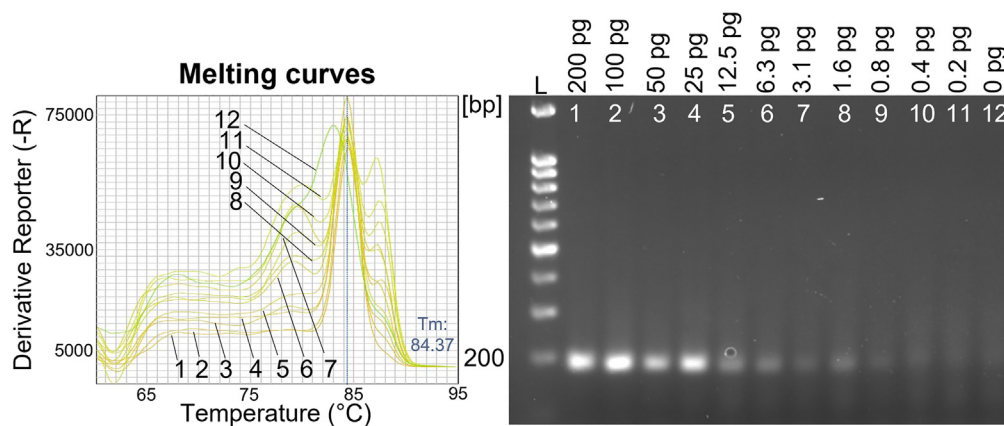 Melting curves
Derivative Reporter (-R)
75000
35000
5000
12
11
10
9
8
1 2 3 4 5 6 7
Tm:
84.37
65 75 85 95
Temperature (°C)
200 pg
100 pg
50 pg
25 pg
12.5 pg
6.3 pg
3.1 pg
1.6 pg
0.8 pg
0.4 pg
0.2 pg
0 pg
[bp] L 1 2 3 4 5 6 7 8 9 10 11 12
200